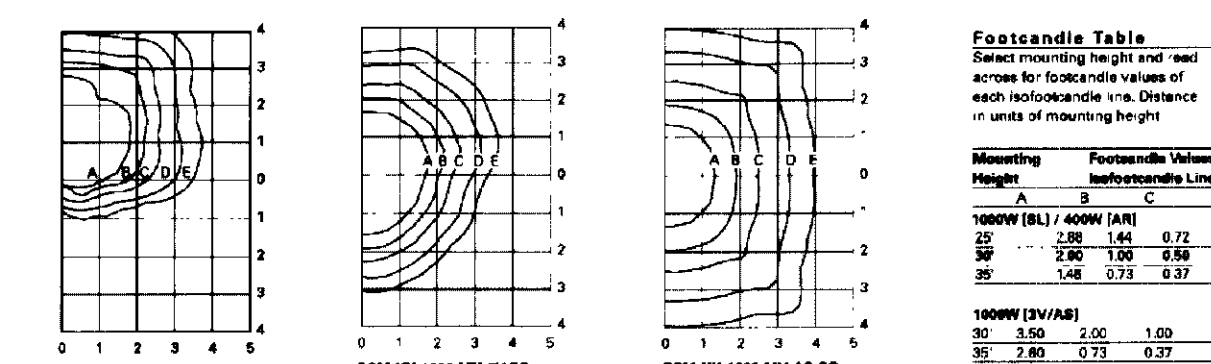 4
3
2
1
0
1
2
3
4
A B C D E
0 1 2 3 4 5
4
3
2
1
0
1
2
3
4
A B C D E
0 1 2 3 4 5
4
3
2
1
0
1
2
3
4
A B C D E
0 1 2 3 4 5
Footcandle Table
Select mounting height and read
across for footcandle values of
each isofootcandle line. Distance
in units of mounting height
Mounting Footcandle Values
Height Isofootcandle Line
A B C
1000W [SL] / 400W [AR]
25' 2.88 1.44 0.72
30' 2.00 1.00 0.50
35' 1.46 0.73 0.37
1000W [3V/AS]
30' 3.50 2.00 1.00
35' 2.60 0.73 0.37